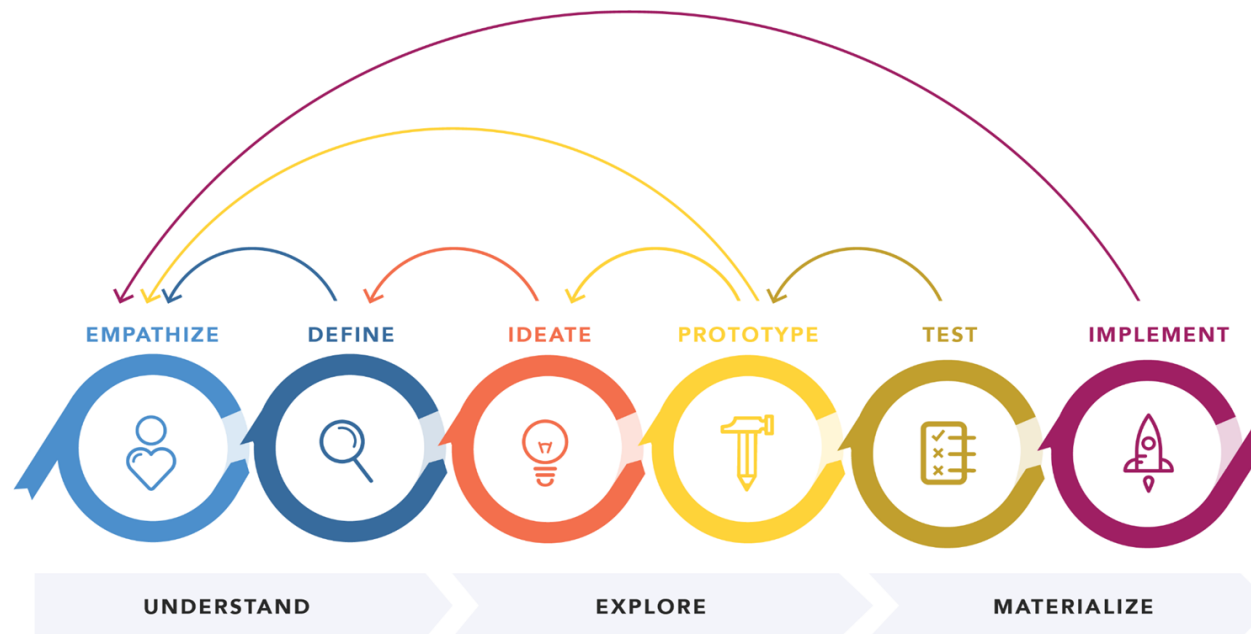 EMPATHIZE
DEFINE
IDEATE
PROTOTYPE
TEST
IMPLEMENT
UNDERSTAND
EXPLORE
MATERIALIZE